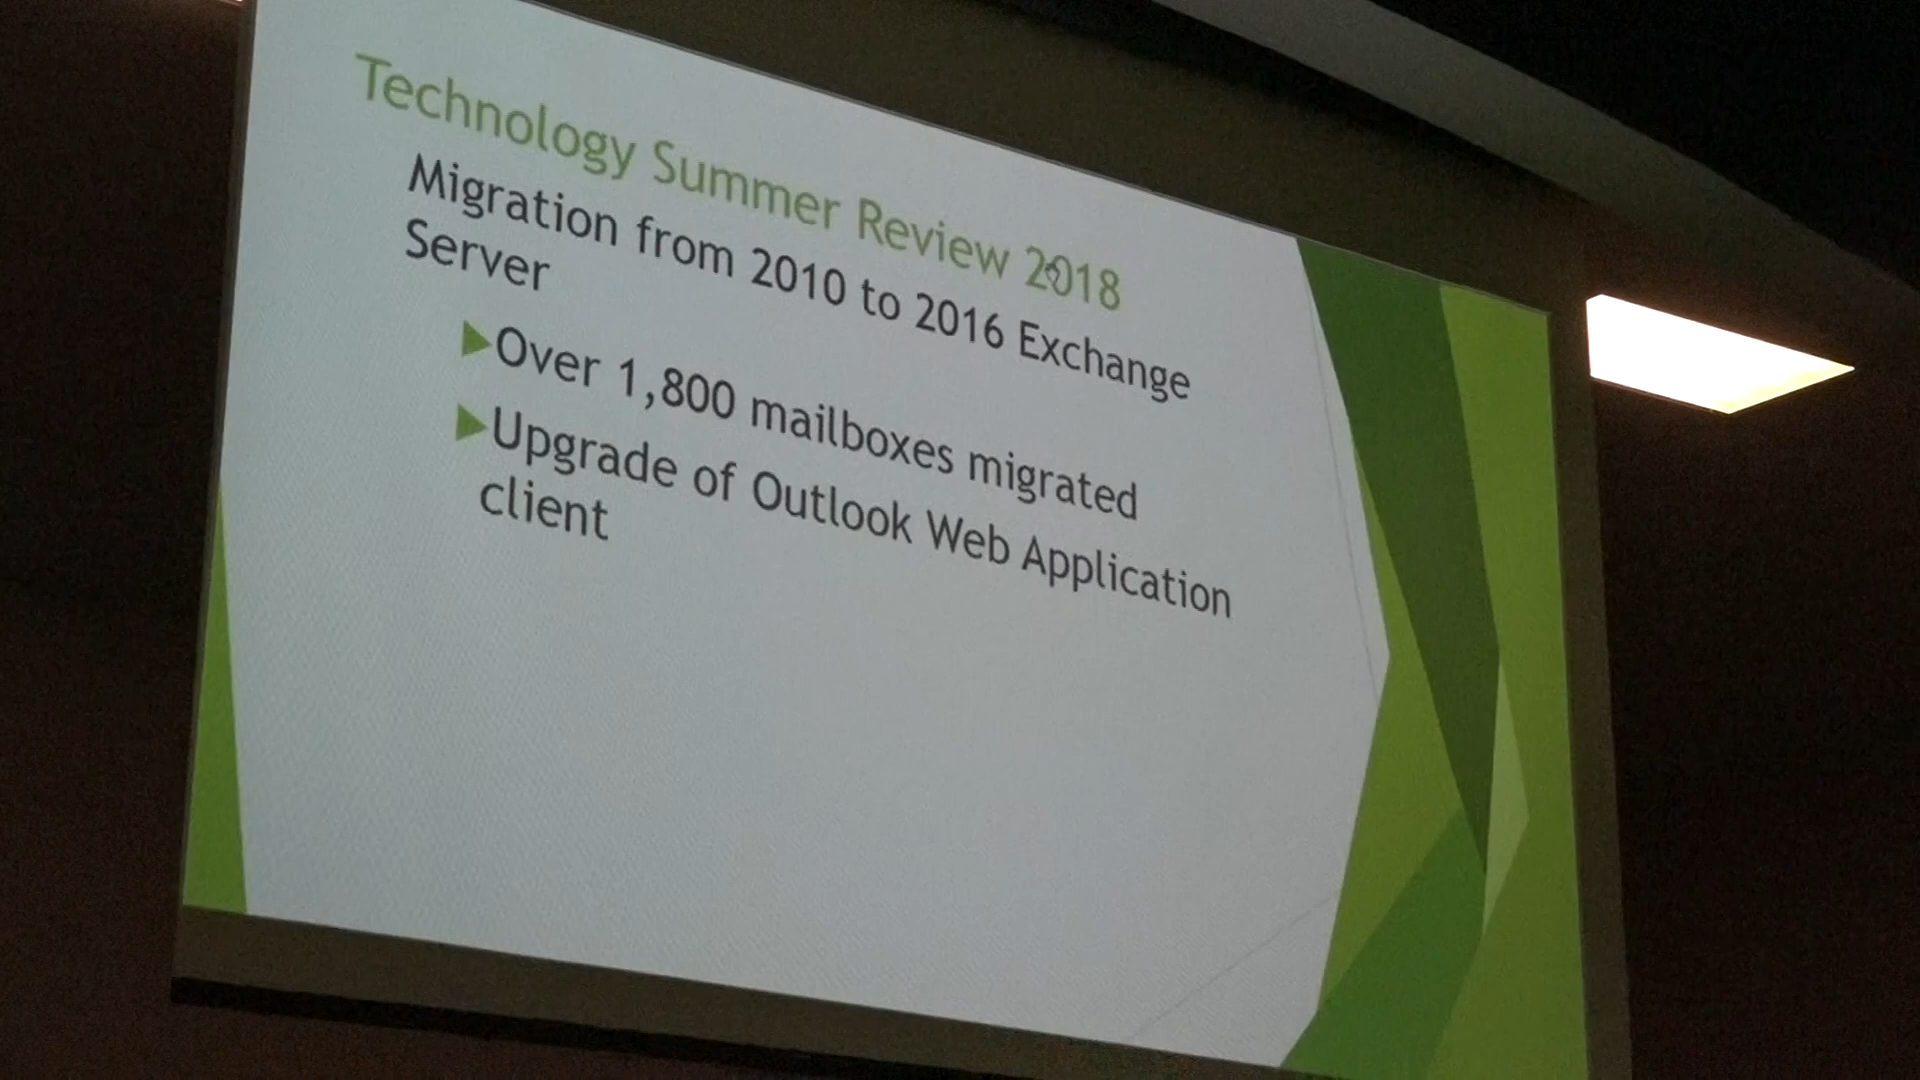 Technology Summer Review 2018
Migration from 2010 to 2016 Exchange
Server
Over 1,800 mailboxes migrated
Upgrade of Outlook Web Application
client